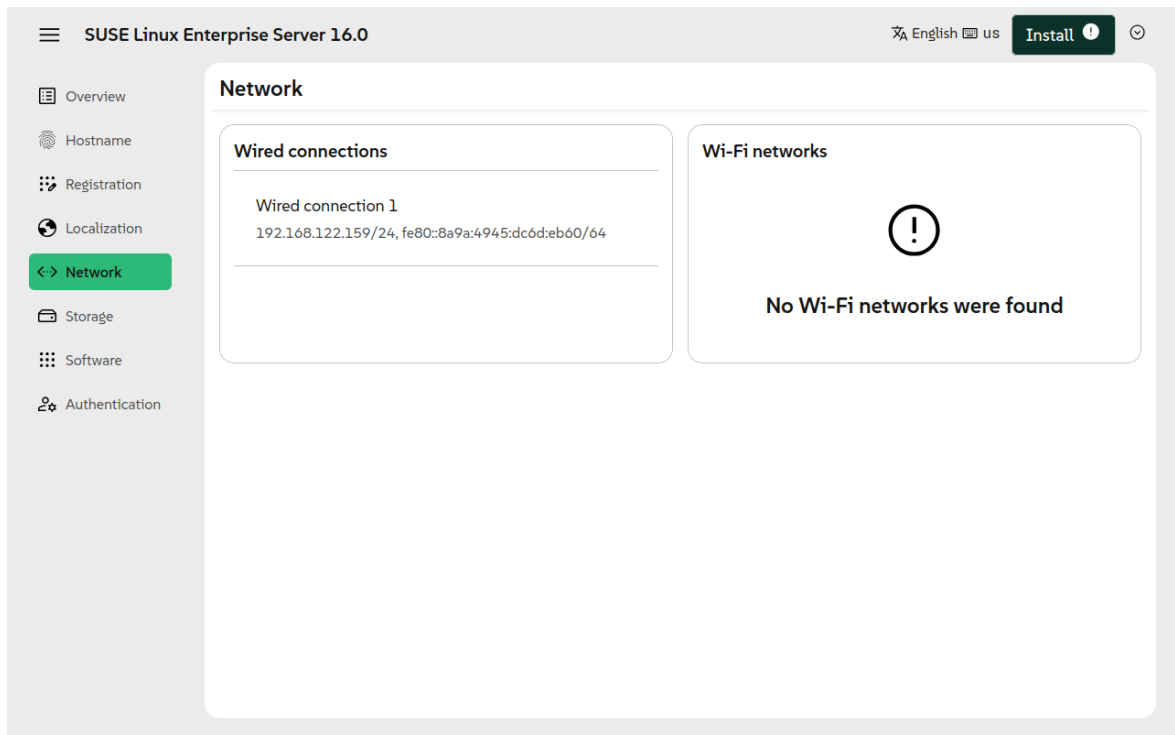 SUSE Linux Enterprise Server 16.0
English us
Install !
Overview
Hostname
Registration
Localization
Network
Storage
Software
Authentication
Network
Wired connections
Wired connection 1
192.168.122.159/24, fe80::8a9a:4945:dc6d:eb60/64
Wi-Fi networks
!
No Wi-Fi networks were found